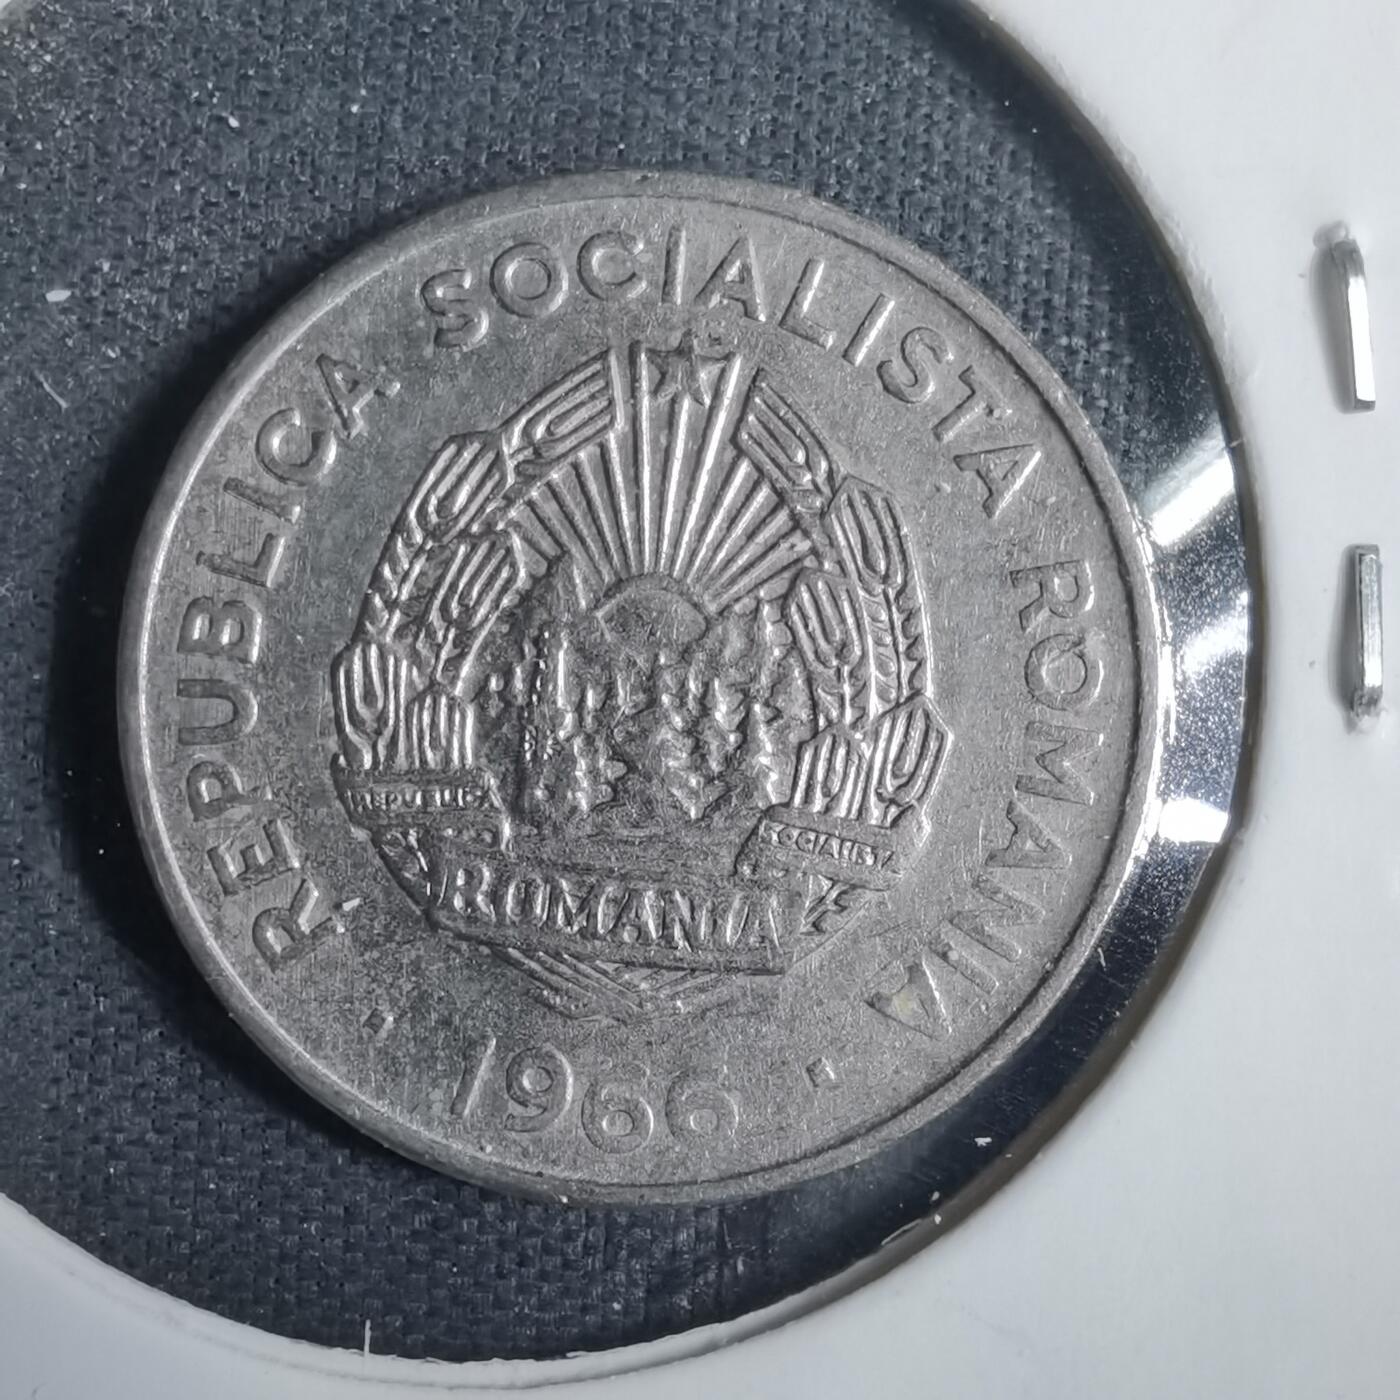 REPUBLICA SOCIALISTA ROMANIA
REPUBLICA
SOCIALISTA
ROMANIA
· 1966 ·